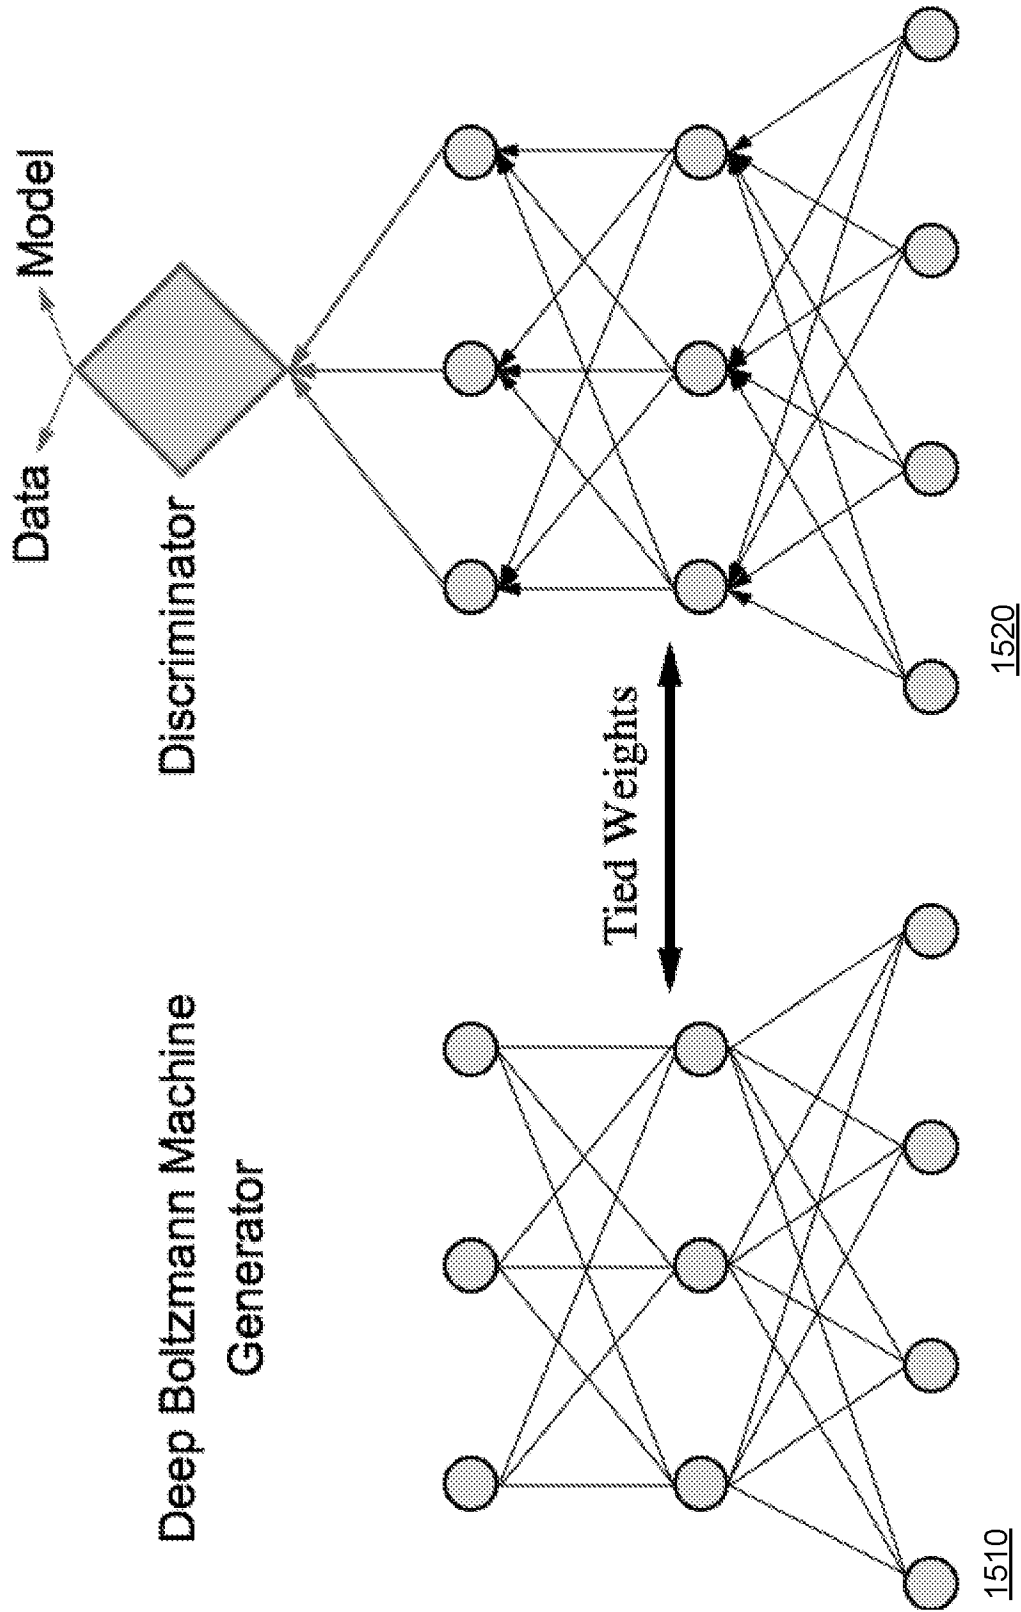 Deep Boltzmann Machine
Generator
Tied Weights
Discriminator
Data
Model
1510
1520